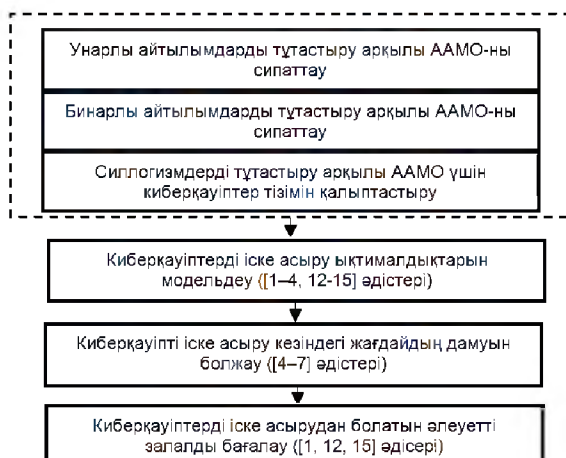 Унарлы айтылымдарды тұтастыру арқылы ААМО-ны
сипаттау
Бинарлы айтылымдарды тұтастыру арқылы ААМО-ны
сипаттау
Силлогизмдерді тұтастыру арқылы ААМО үшін
киберқауіптер тізімін қалыптастыру
Киберқауіптерді іске асыру ықтималдықтарын
модельдеу ([1–4, 12-15] әдістері)
Киберқауіпті іске асыру кезіндегі жағдайдың дамуын
болжау ([4–7] әдістері)
Киберқауіптерді іске асырудан болатын әлеуетті
залалды бағалау ([1, 12, 15] әдісері)